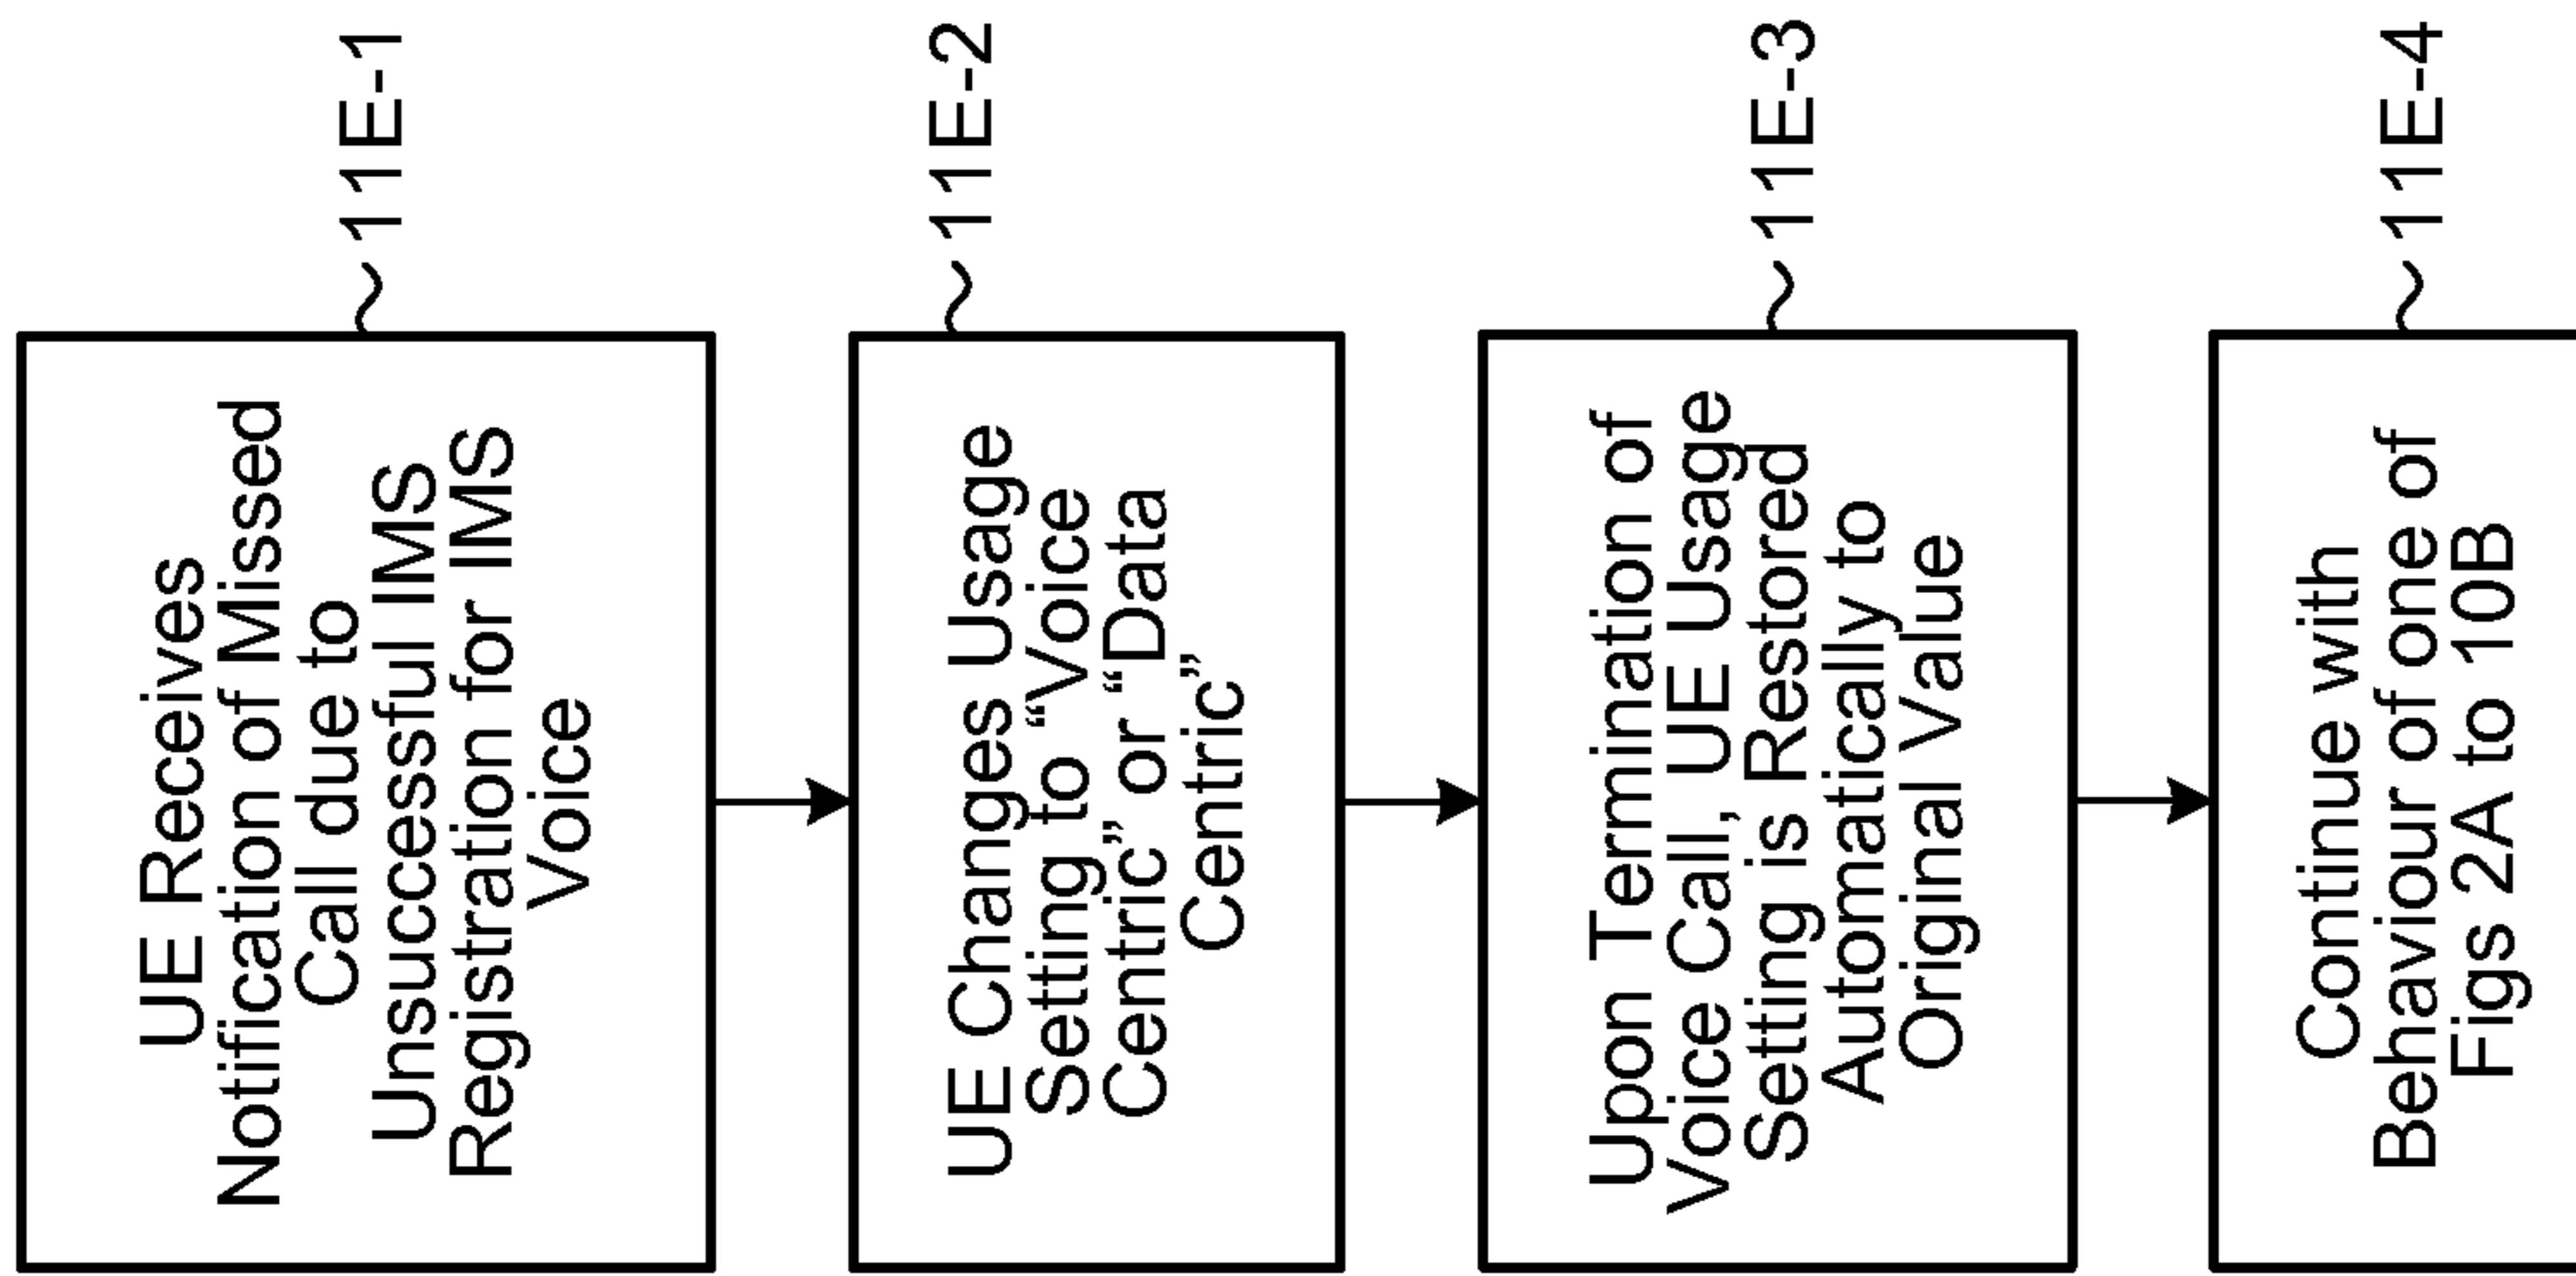 UE Receives
Notification of Missed
Call due to
Unsuccessful IMS
Registration for IMS
Voice
11E-1
UE Changes Usage
Setting to “Voice
Centric” or “Data
Centric”
11E-2
Upon Termination of
Voice Call, UE Usage
Setting is Restored
Automatically to
Original Value
11E-3
Continue with
Behaviour of one of
Figs 2A to 10B
11E-4